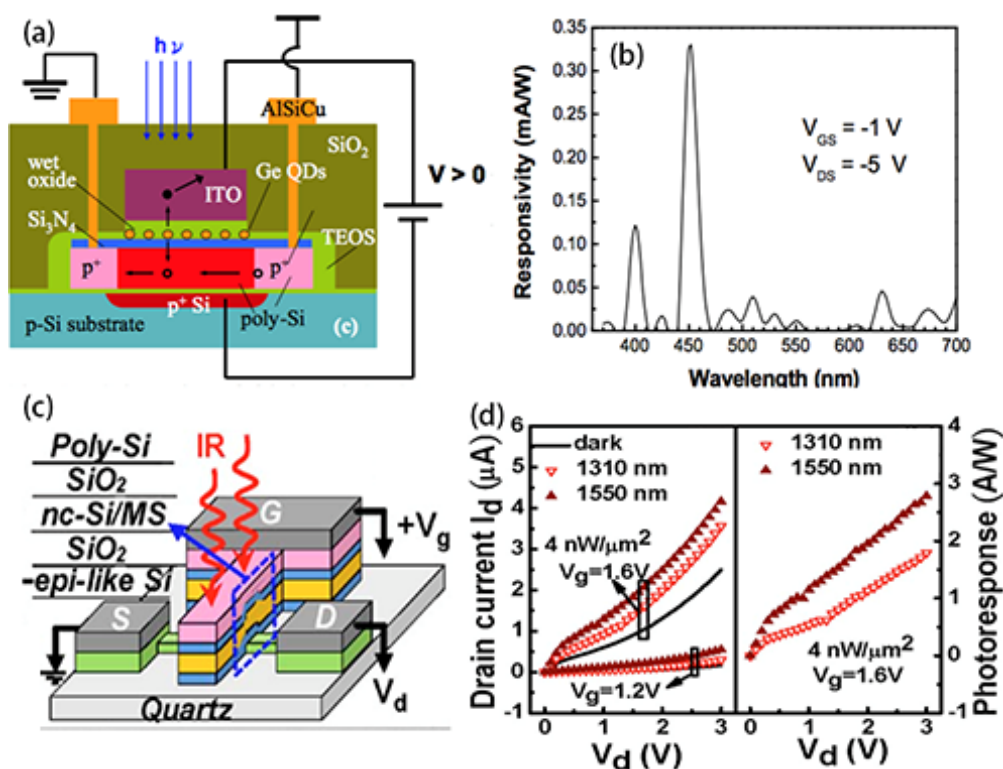 (a)
hν
AlSiCu
SiO2
wet
oxide
Ge QDs
ITO
V > 0
Si3N4
TEOS
p+
p+
p+ Si
poly-Si
p-Si substrate
(c)
(b)
Responsivity (mA/W)
0.35
0.30
0.25
0.20
0.15
0.10
0.05
0.00
VGS = -1 V
VDS = -5 V
400 450 500 550 600 650 700
Wavelength (nm)
(c)
Poly-Si
IR
SiO2
nc-Si/MS
SiO2
-epi-like Si
G
+Vg
S
D
Vd
Quartz
(d)
Drain current Id (μA)
6
5
4
3
2
1
0
-1
dark
1310 nm
1550 nm
4 nW/μm2
Vg=1.6V
Vg=1.2V
0 1 2 3
Vd (V)
1310 nm
1550 nm
4 nW/μm2
Vg=1.6V
0 1 2 3
Vd (V)
4
3
2
1
0
-1
Photoresponse (A/W)